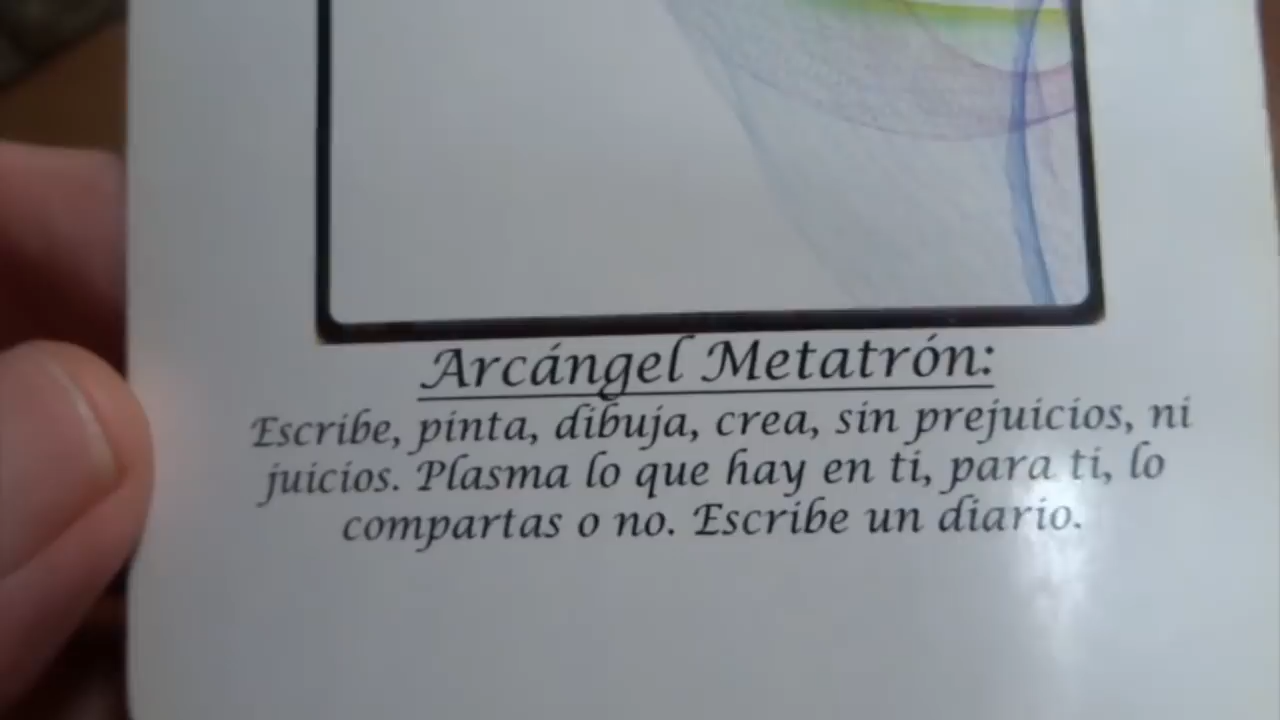 Arcángel Metatrón:
Escribe, pinta, dibuja, crea, sin prejuicios, ni
juicios. Plasma lo que hay en ti, para ti, lo
compartas o no. Escribe un diario.